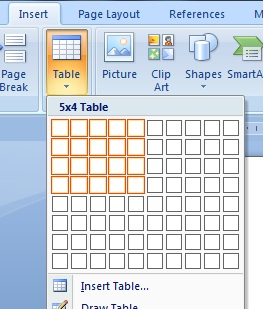 Insert
Page Layout
References
Page
Break
Table
Picture
Clip
Art
Shapes
SmartA
5x4 Table
Insert Table...
Draw Table